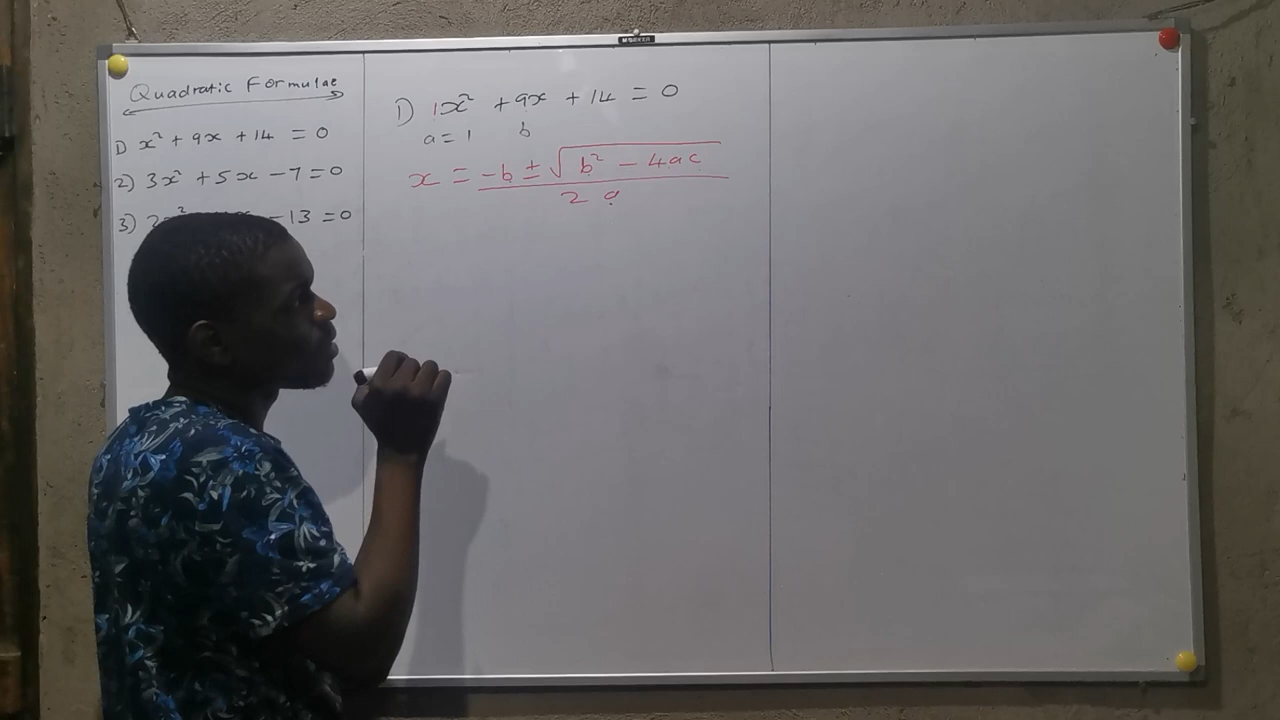 Quadratic Formulae
1) x² + 9x + 14 = 0
2) 3x² + 5x - 7 = 0
3) 2x² - 13 = 0
1) 1x² + 9x + 14 = 0
a = 1 b
x = -b ± √b² - 4ac
2a